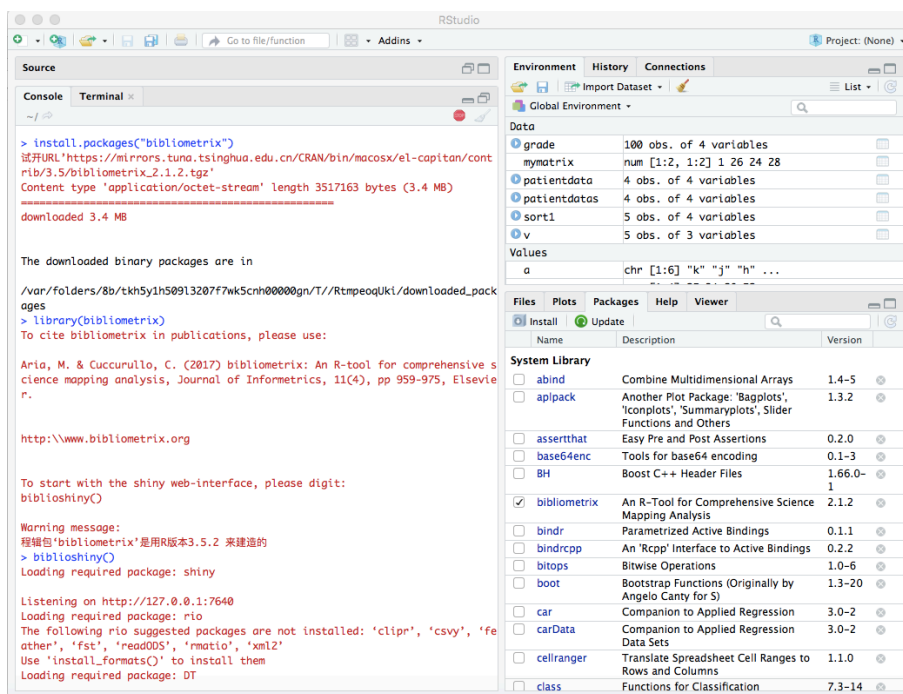 RStudio
Go to file/function
Addins
Project: (None)
Source
Console Terminal
~/
> install.packages("bibliometrix")
试开URL'https://mirrors.tuna.tsinghua.edu.cn/CRAN/bin/macosx/el-capitan/cont
rib/3.5/bibliometrix_2.1.2.tgz'
Content type 'application/octet-stream' length 3517163 bytes (3.4 MB)
==================================================
downloaded 3.4 MB
The downloaded binary packages are in
/var/folders/8b/tkh5y1h509l3207f7wk5cnh00000gn/T//RtmpeoqUki/downloaded_pack
ages
> library(bibliometrix)
To cite bibliometrix in publications, please use:
Aria, M. & Cuccurullo, C. (2017) bibliometrix: An R-tool for comprehensive s
cience mapping analysis, Journal of Informetrics, 11(4), pp 959-975, Elsevie
r.
http:\\www.bibliometrix.org
To start with the shiny web-interface, please digit:
biblioshiny()
Warning message:
程辑包‘bibliometrix’是用R版本3.5.2 来建造的
> biblioshiny()
Loading required package: shiny
Listening on http://127.0.0.1:7640
Loading required package: rio
The following rio suggested packages are not installed: ‘clipr’, ‘csvy’, ‘fe
ather’, ‘fst’, ‘readODS’, ‘rmatio’, ‘xml2’
Use 'install_formats()' to install them
Loading required package: DT
Environment History Connections
Import Dataset List
Global Environment
Data
grade 100 obs. of 4 variables
mymatrix num [1:2, 1:2] 1 26 24 28
patientdata 4 obs. of 4 variables
patientdatas 4 obs. of 4 variables
sort1 5 obs. of 4 variables
v 5 obs. of 3 variables
Values
a chr [1:6] "k" "j" "h" ...
Files Plots Packages Help Viewer
Install Update
Name Description Version
System Library
abind Combine Multidimensional Arrays 1.4-5
aplpack Another Plot Package: 'Bagplots', 1.3.2
'Iconplots', 'Summaryplots', Slider
Functions and Others
assertthat Easy Pre and Post Assertions 0.2.0
base64enc Tools for base64 encoding 0.1-3
BH Boost C++ Header Files 1.66.0-
1
bibliometrix An R-Tool for Comprehensive Science 2.1.2
Mapping Analysis
bindr Parametrized Active Bindings 0.1.1
bindrcpp An 'Rcpp' Interface to Active Bindings 0.2.2
bitops Bitwise Operations 1.0-6
boot Bootstrap Functions (Originally by 1.3-20
Angelo Canty for S)
car Companion to Applied Regression 3.0-2
carData Companion to Applied Regression 3.0-2
Data Sets
cellranger Translate Spreadsheet Cell Ranges to 1.1.0
Rows and Columns
class Functions for Classification 7.3-14